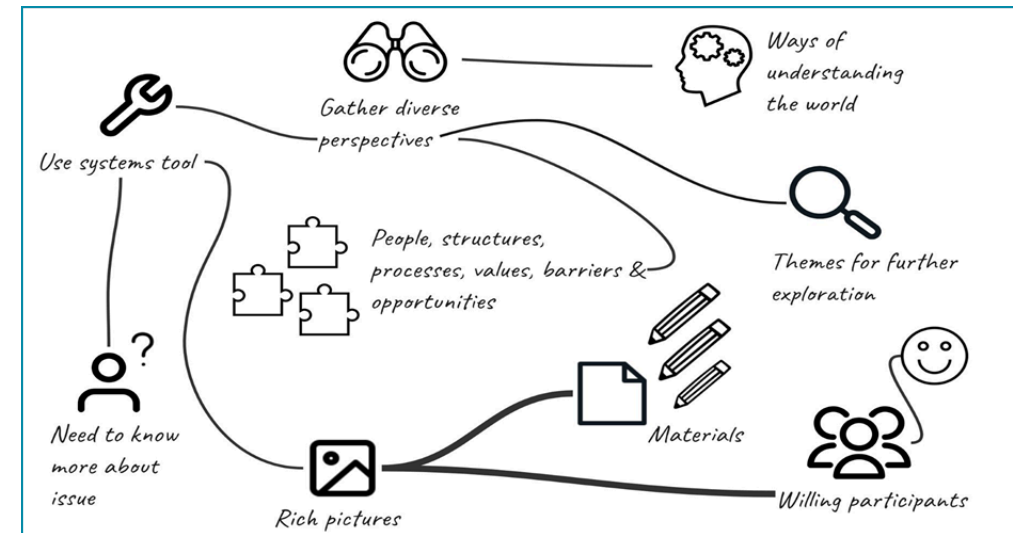 Ways of
understanding
the world
Gather diverse
perspectives
Use systems tool
People, structures,
processes, values, barriers &
opportunities
Themes for further
exploration
?
Need to know
more about
issue
Materials
Rich pictures
Willing participants